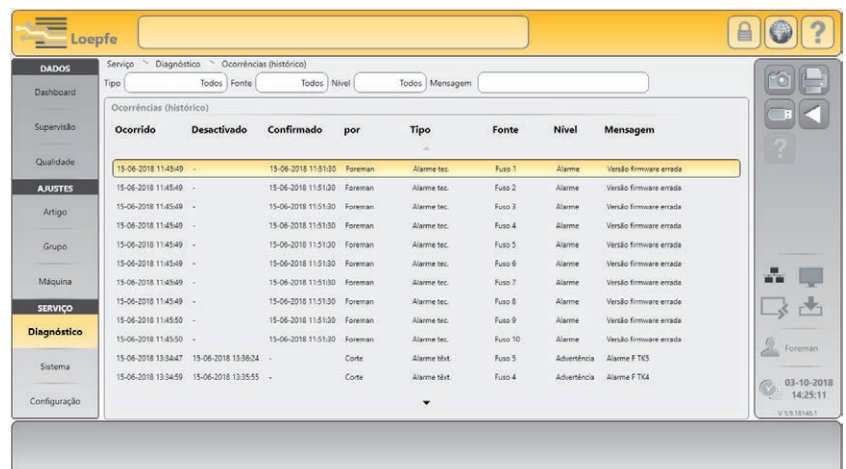 Loepfe
?
DADOS
Dashboard
Supervisão
Qualidade
AJUSTES
Artigo
Grupo
Máquina
SERVIÇO
Diagnóstico
Sistema
Configuração
Serviço Diagnóstico Ocorrências (histórico)
Tipo Todos Fonte Todos Nível Todos Mensagem
Ocorrências (histórico)
Ocorrido Desactivado Confirmado por Tipo Fonte Nível Mensagem
15-06-2018 11:45:49 - 15-06-2018 11:51:30 Foreman Alarme tec. Fuso 1 Alarme Versão firmware errada
15-06-2018 11:45:49 - 15-06-2018 11:51:30 Foreman Alarme tec. Fuso 2 Alarme Versão firmware errada
15-06-2018 11:45:49 - 15-06-2018 11:51:30 Foreman Alarme tec. Fuso 3 Alarme Versão firmware errada
15-06-2018 11:45:49 - 15-06-2018 11:51:30 Foreman Alarme tec. Fuso 4 Alarme Versão firmware errada
15-06-2018 11:45:49 - 15-06-2018 11:51:30 Foreman Alarme tec. Fuso 5 Alarme Versão firmware errada
15-06-2018 11:45:49 - 15-06-2018 11:51:30 Foreman Alarme tec. Fuso 6 Alarme Versão firmware errada
15-06-2018 11:45:49 - 15-06-2018 11:51:30 Foreman Alarme tec. Fuso 7 Alarme Versão firmware errada
15-06-2018 11:45:49 - 15-06-2018 11:51:30 Foreman Alarme tec. Fuso 8 Alarme Versão firmware errada
15-06-2018 11:45:50 - 15-06-2018 11:51:30 Foreman Alarme tec. Fuso 9 Alarme Versão firmware errada
15-06-2018 11:45:50 - 15-06-2018 11:51:30 Foreman Alarme tec. Fuso 10 Alarme Versão firmware errada
15-06-2018 13:34:47 15-06-2018 13:36:24 - Corte Alarme têxt. Fuso 5 Advertência Alarme F TK5
15-06-2018 13:34:59 15-06-2018 13:35:55 - Corte Alarme têxt. Fuso 4 Advertência Alarme F TK4
?
Foreman
03-10-2018
14:25:11